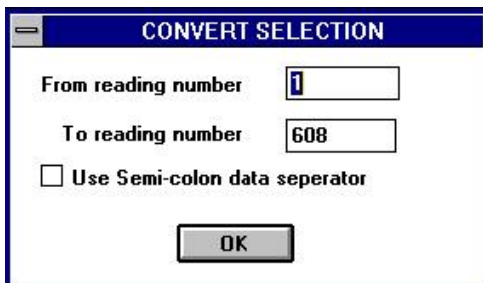 CONVERT SELECTION
From reading number 1
To reading number 608
Use Semi-colon data seperator
OK